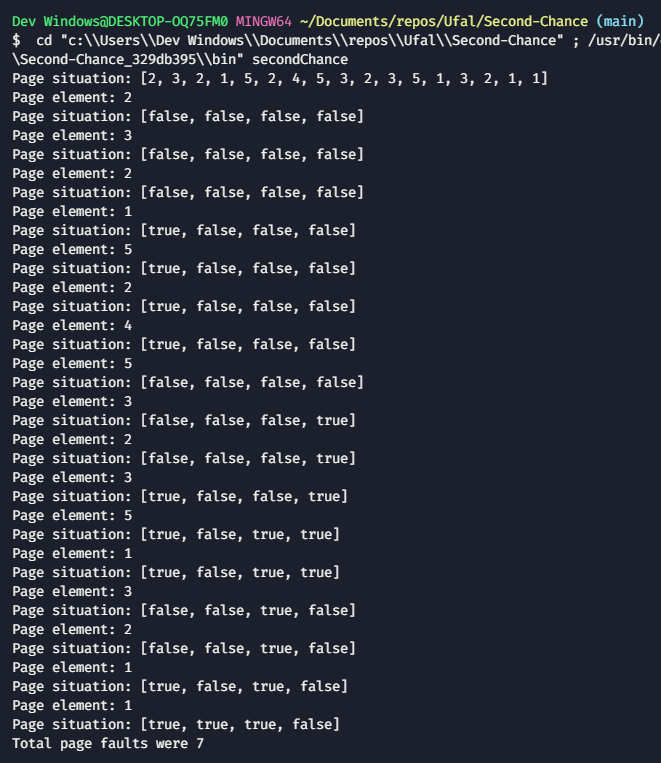 Dev Windows@DESKTOP-OQ75FM0 MINGW64 ~/Documents/repos/Ufal/Second-Chance (main)
$  cd "c:\\Users\\Dev Windows\\Documents\\repos\\Ufal\\Second-Chance" ; /usr/bin/
\Second-Chance_329db395\\bin" secondChance
Page situation: [2, 3, 2, 1, 5, 2, 4, 5, 3, 2, 3, 5, 1, 3, 2, 1, 1]
Page element: 2
Page situation: [false, false, false, false]
Page element: 3
Page situation: [false, false, false, false]
Page element: 2
Page situation: [false, false, false, false]
Page element: 1
Page situation: [true, false, false, false]
Page element: 5
Page situation: [true, false, false, false]
Page element: 2
Page situation: [true, false, false, false]
Page element: 4
Page situation: [true, false, false, false]
Page element: 5
Page situation: [false, false, false, false]
Page element: 3
Page situation: [false, false, false, true]
Page element: 2
Page situation: [false, false, false, true]
Page element: 3
Page situation: [true, false, false, true]
Page element: 5
Page situation: [true, false, true, true]
Page element: 1
Page situation: [true, false, true, true]
Page element: 3
Page situation: [false, false, true, false]
Page element: 2
Page situation: [false, false, true, false]
Page element: 1
Page situation: [true, false, true, false]
Page element: 1
Page situation: [true, true, true, false]
Total page faults were 7